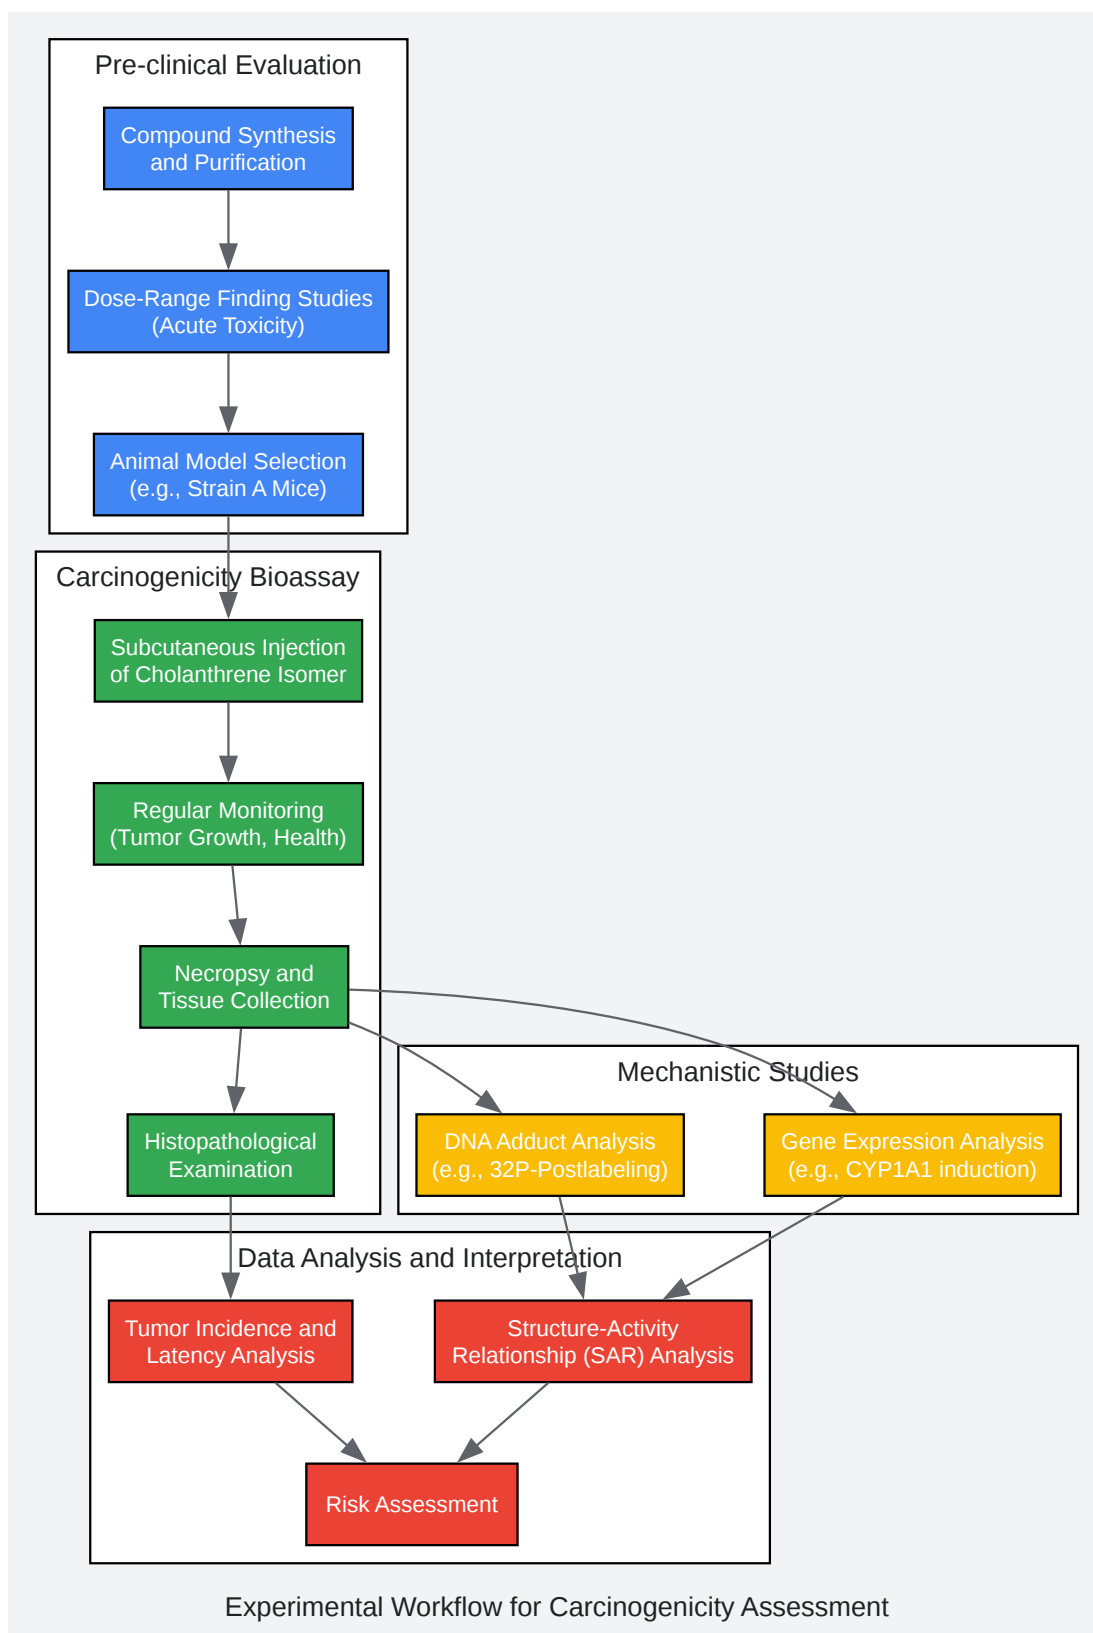 Pre-clinical Evaluation
Compound Synthesis
and Purification
Dose-Range Finding Studies
(Acute Toxicity)
Animal Model Selection
(e.g., Strain A Mice)
Carcinogenicity Bioassay
Subcutaneous Injection
of Cholanthrene Isomer
Regular Monitoring
(Tumor Growth, Health)
Necropsy and
Tissue Collection
Histopathological
Examination
Mechanistic Studies
DNA Adduct Analysis
(e.g., 32P-Postlabeling)
Gene Expression Analysis
(e.g., CYP1A1 induction)
Data Analysis and Interpretation
Tumor Incidence and
Latency Analysis
Structure-Activity
Relationship (SAR) Analysis
Risk Assessment
Experimental Workflow for Carcinogenicity Assessment